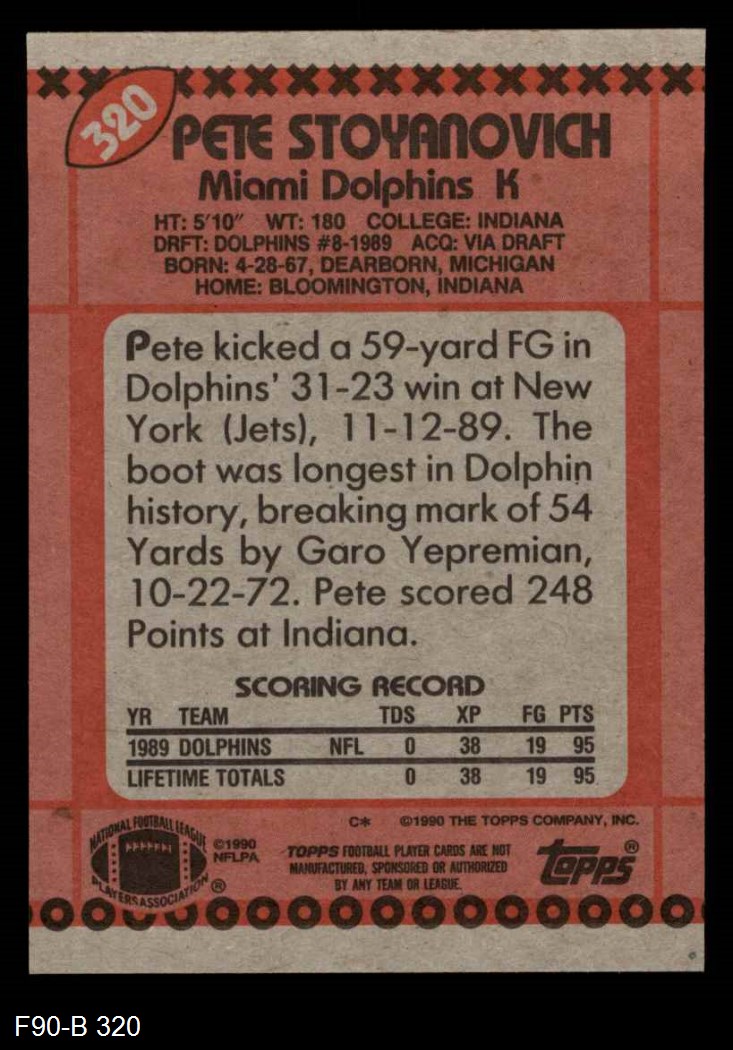 320
PETE STOYANOVICH
Miami Dolphins K
HT: 5'10" WT: 180 COLLEGE: INDIANA
DRFT: DOLPHINS #8-1989 ACQ: VIA DRAFT
BORN: 4-28-67, DEARBORN, MICHIGAN
HOME: BLOOMINGTON, INDIANA
Pete kicked a 59-yard FG in
Dolphins' 31-23 win at New
York (Jets), 11-12-89. The
boot was longest in Dolphin
history, breaking mark of 54
Yards by Garo Yepremian,
10-22-72. Pete scored 248
Points at Indiana.
SCORING RECORD
YR TEAM TDS XP FG PTS
1989 DOLPHINS NFL 0 38 19 95
LIFETIME TOTALS 0 38 19 95
C* ©1990 THE TOPPS COMPANY, INC.
NATIONAL FOOTBALL LEAGUE
PLAYERS ASSOCIATION ®
©1990
NFLPA
TOPPS FOOTBALL PLAYER CARDS ARE NOT
MANUFACTURED, SPONSORED OR AUTHORIZED
BY ANY TEAM OR LEAGUE.
topps®
F90-B 320